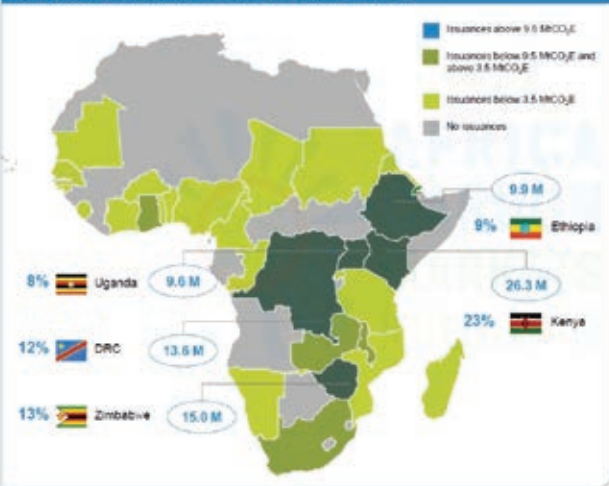 Issuances above 9.5 MtCO₂E
Issuances below 9.5 MtCO₂E and
above 3.5 MtCO₂E
Issuances below 3.5 MtCO₂E
No issuances
9.9 M
9% Ethiopia
8% Uganda
9.6 M
26.3 M
23% Kenya
12% DRC
13.6 M
13% Zimbabwe
15.0 M